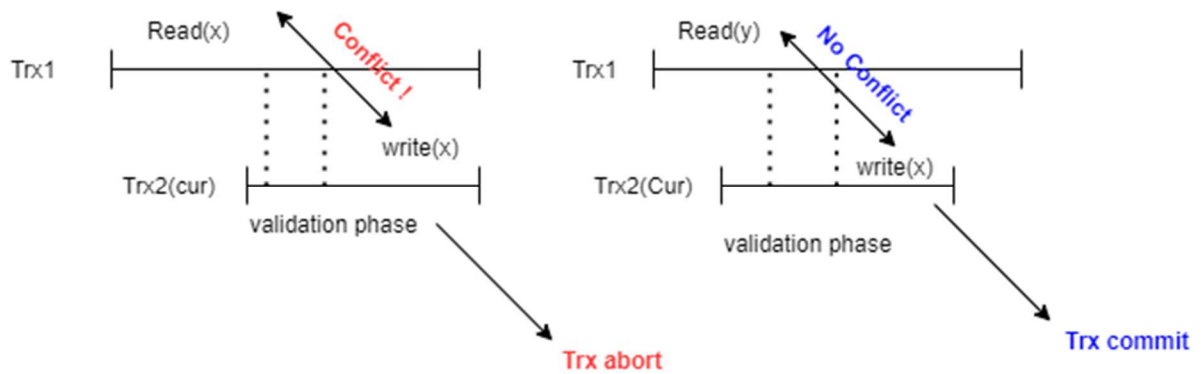 Read(x)
Conflict !
Trx1
write(x)
Trx2(cur)
validation phase
Trx abort
Read(y)
No Conflict
Trx1
write(x)
Trx2(Cur)
validation phase
Trx commit